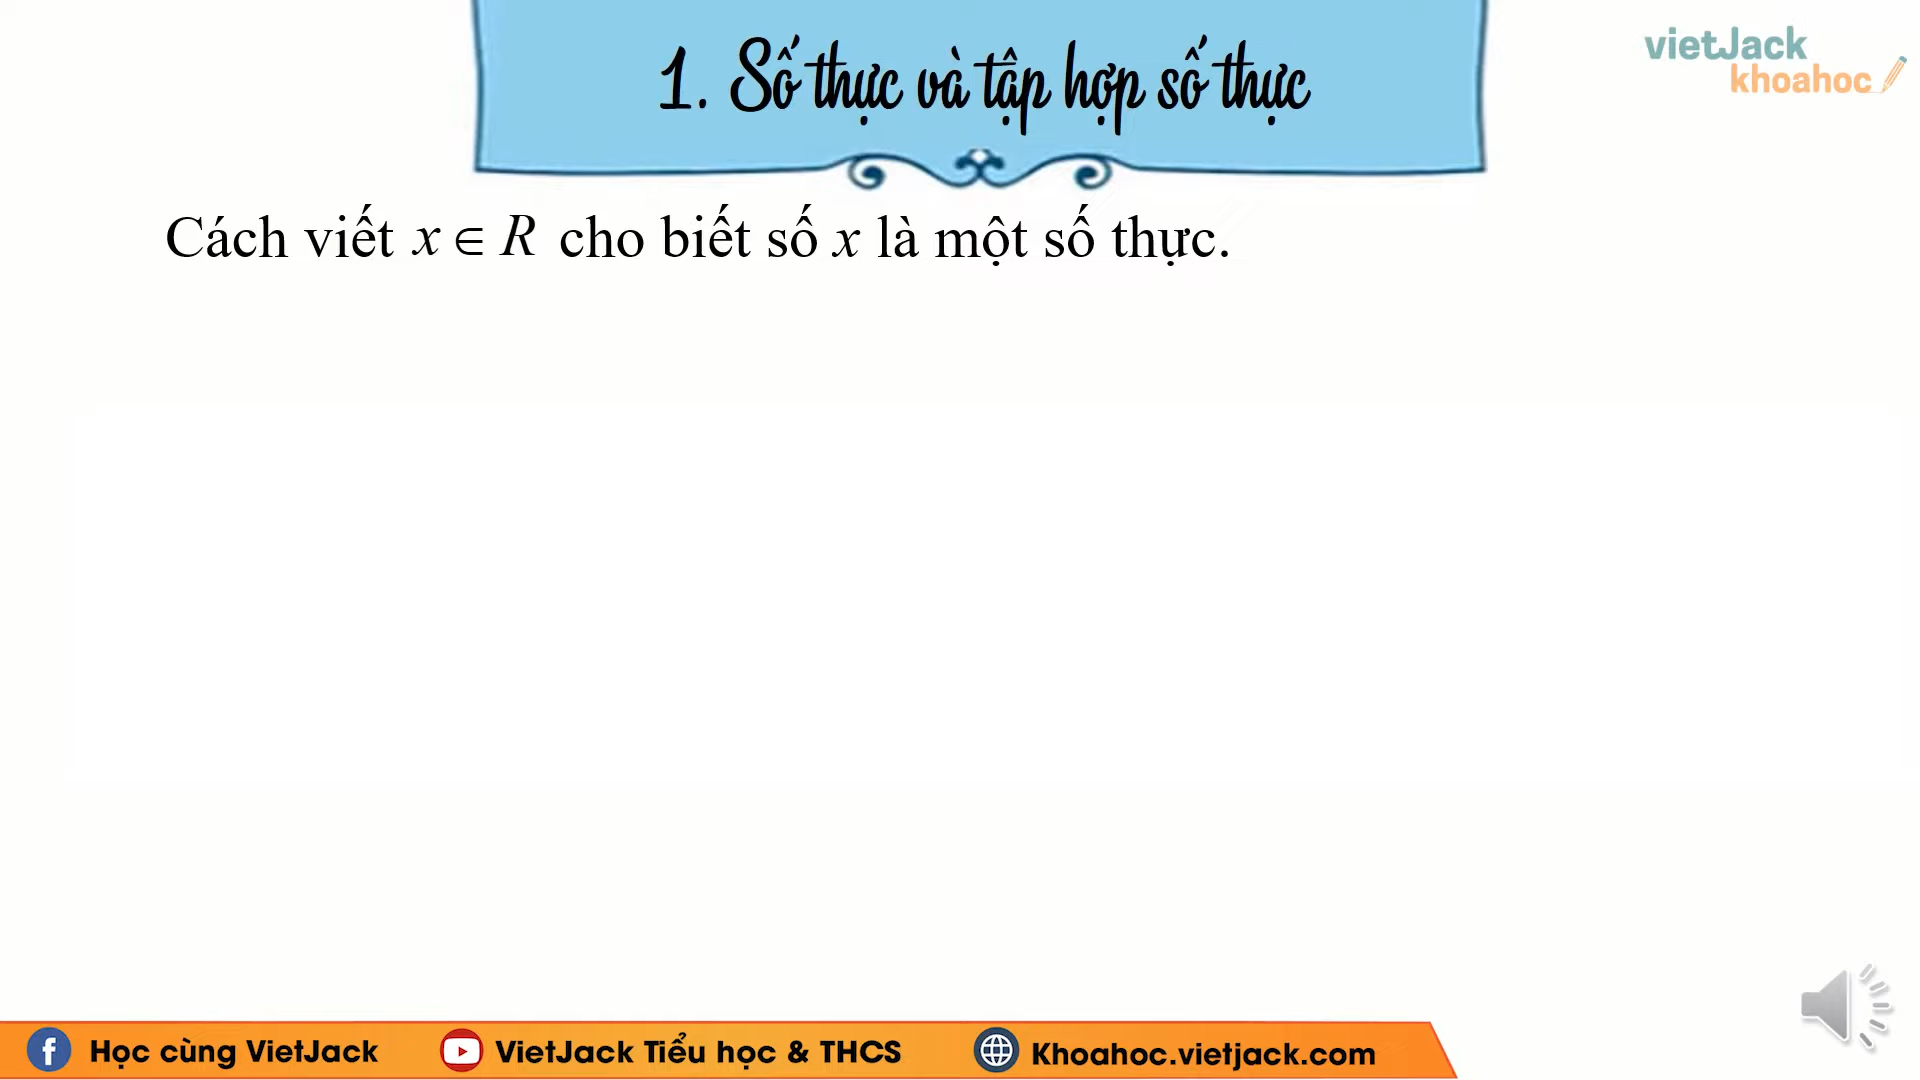 1. Số thực và tập hợp số thực
vietJack
khoahoc
Cách viết x ∈ R cho biết số x là một số thực.
Học cùng VietJack
VietJack Tiểu học & THCS
Khoahoc.vietjack.com